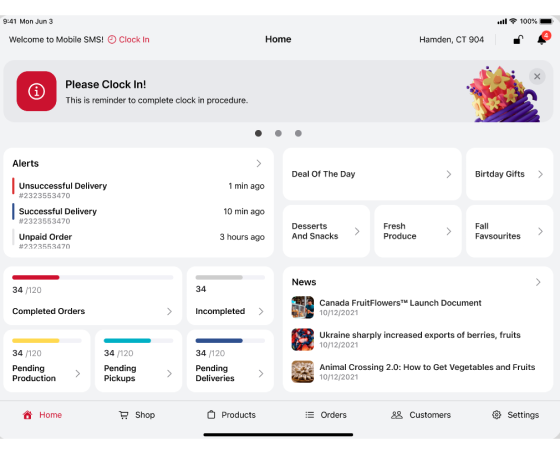 9:41 Mon Jun 3
100%
Welcome to Mobile SMS! Clock In
Home
Hamden, CT 904
4
Please Clock In!
This is reminder to complete clock in procedure.
Alerts
Unsuccessful Delivery
1 min ago
#2323553470
Successful Delivery
10 min ago
#2323553470
Unpaid Order
3 hours ago
#2323553470
Deal Of The Day
Birtday Gifts
Desserts
And Snacks
Fresh
Produce
Fall
Favsourites
34 /120
Completed Orders
34
Incompleted
34 /120
Pending
Production
34 /120
Pending
Pickups
34 /120
Pending
Deliveries
News
Canada FruitFlowers™ Launch Document
10/12/2021
Ukraine sharply increased exports of berries, fruits
10/12/2021
Animal Crossing 2.0: How to Get Vegetables and Fruits
10/12/2021
Home
Shop
Products
Orders
Customers
Settings